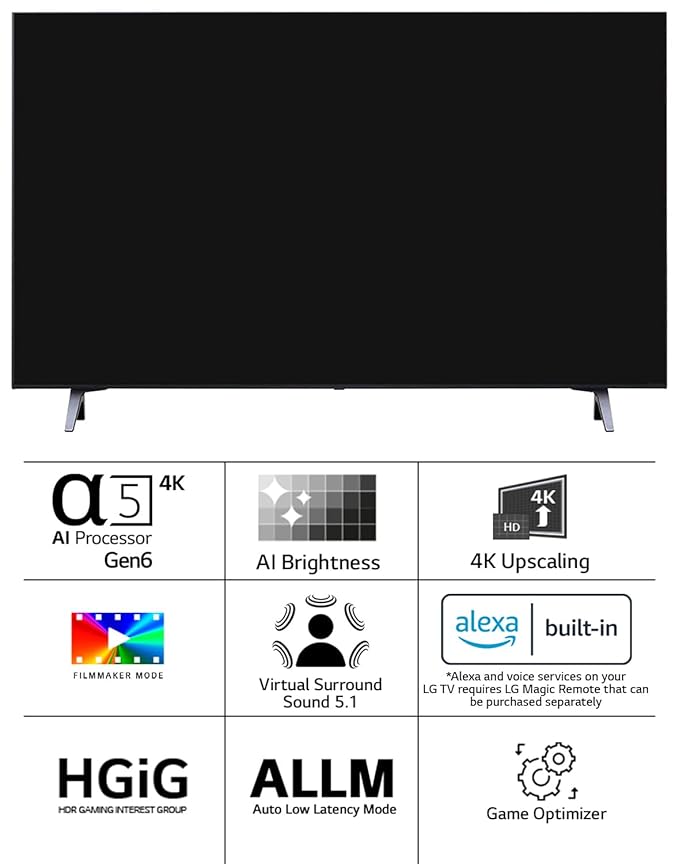 α5 4K
AI Processor
Gen6
AI Brightness
4K
HD
4K Upscaling
FILMMAKER MODE
Virtual Surround
Sound 5.1
alexa built-in
*Alexa and voice services on your
LG TV requires LG Magic Remote that can
be purchased separately
HGiG
HDR GAMING INTEREST GROUP
ALLM
Auto Low Latency Mode
Game Optimizer